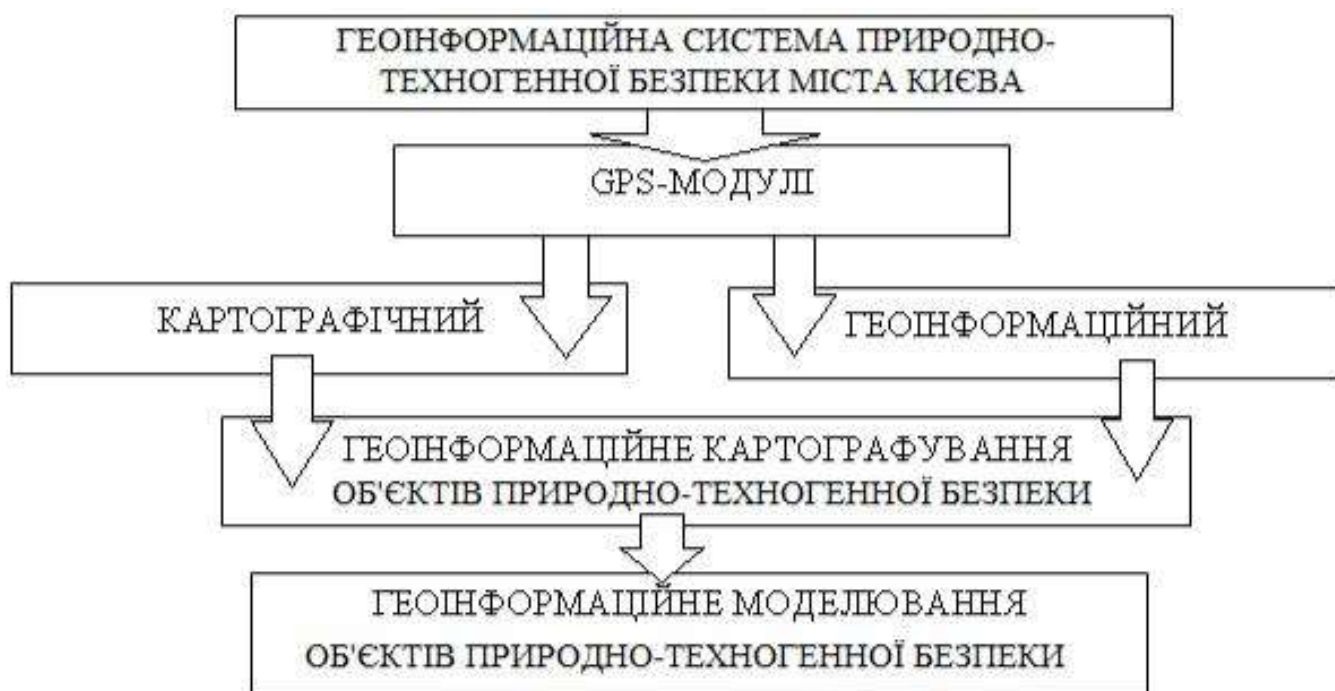 ГЕОІНФОРМАЦІЙНА СИСТЕМА ПРИРОДНО-
ТЕХНОГЕННОЇ БЕЗПЕКИ МІСТА КИЄВА
GPS-МОДУЛІ
КАРТОГРАФІЧНИЙ
ГЕОІНФОРМАЦІЙНИЙ
ГЕОІНФОРМАЦІЙНЕ КАРТОГРАФУВАННЯ
ОБ'ЄКТІВ ПРИРОДНО-ТЕХНОГЕННОЇ БЕЗПЕКИ
ГЕОІНФОРМАЦІЙНЕ МОДЕЛЮВАННЯ
ОБ'ЄКТІВ ПРИРОДНО-ТЕХНОГЕННОЇ БЕЗПЕКИ